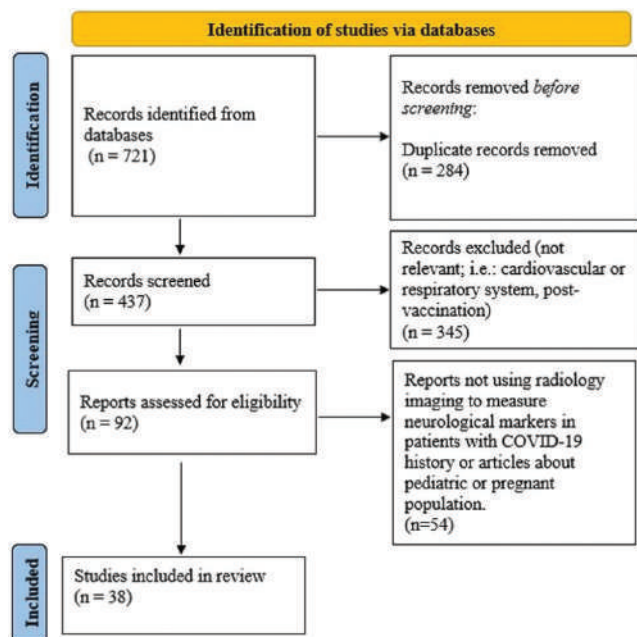 Identification of studies via databases
Identification
Records identified from
databases
(n = 721)
Records removed before
screening:
Duplicate records removed
(n = 284)
Screening
Records screened
(n = 437)
Records excluded (not
relevant; i.e.: cardiovascular or
respiratory system, post-
vaccination)
(n = 345)
Reports assessed for eligibility
(n = 92)
Reports not using radiology
imaging to measure
neurological markers in
patients with COVID-19
history or articles about
pediatric or pregnant
population.
(n=54)
Included
Studies included in review
(n = 38)